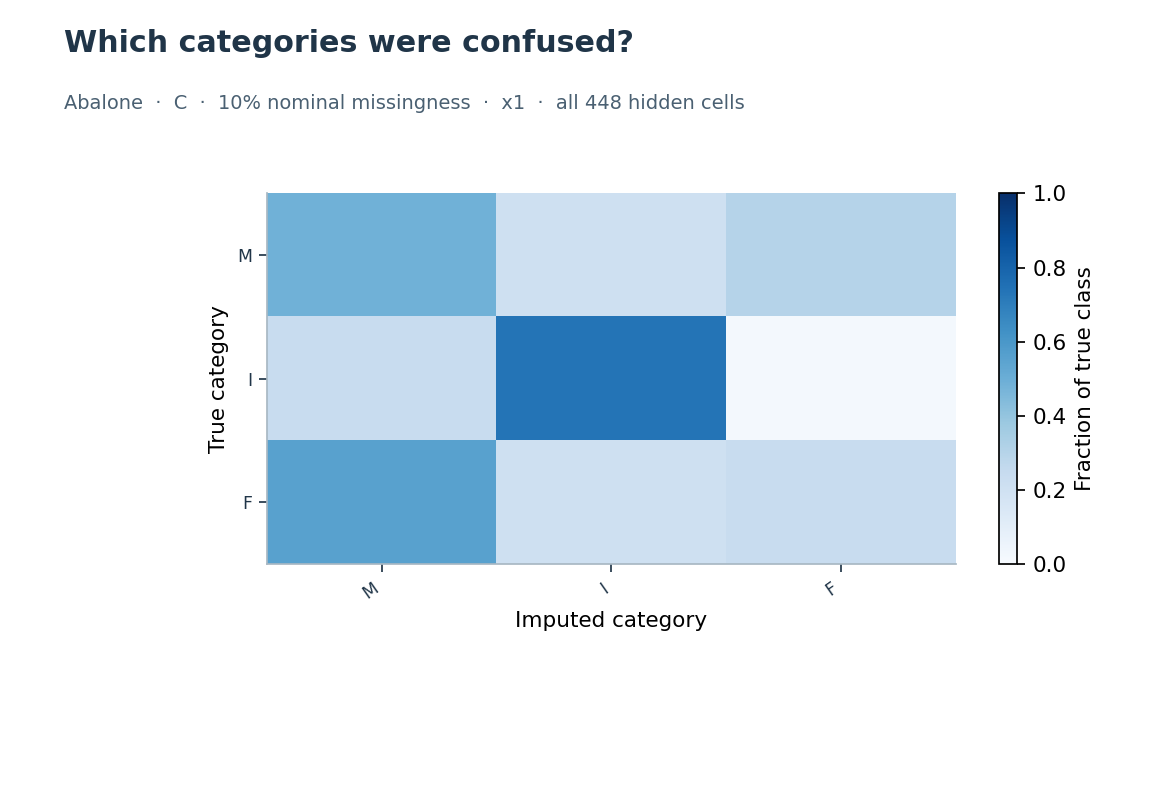 Which categories were confused?
Abalone · C · 10% nominal missingness · x1 · all 448 hidden cells
True category
M
I
F
M
I
F
Imputed category
1.0
0.8
0.6
0.4
0.2
0.0
Fraction of true class